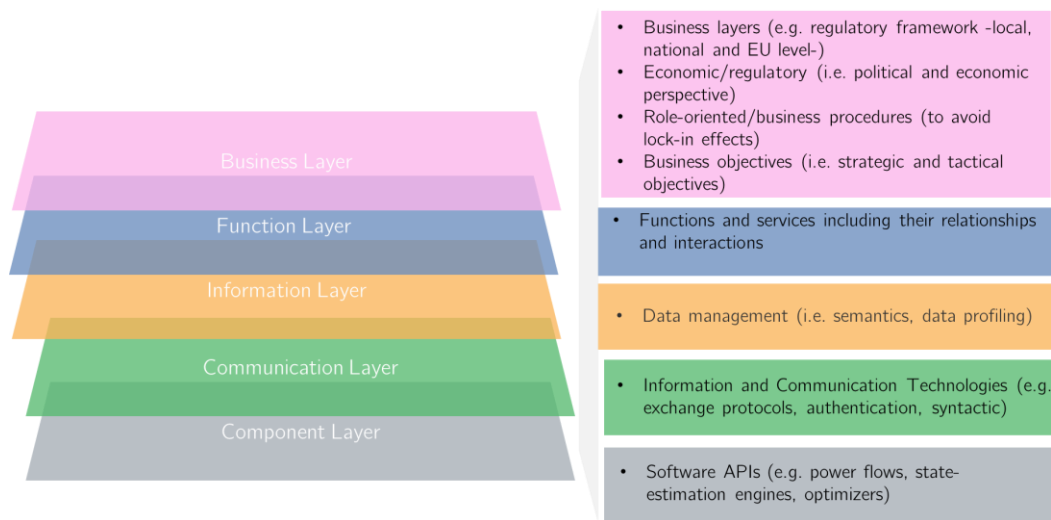 Business Layer
Function Layer
Information Layer
Communication Layer
Component Layer
• Business layers (e.g. regulatory framework -local,
national and EU level-)
• Economic/regulatory (i.e. political and economic
perspective)
• Role-oriented/business procedures (to avoid
lock-in effects)
• Business objectives (i.e. strategic and tactical
objectives)
• Functions and services including their relationships
and interactions
• Data management (i.e. semantics, data profiling)
• Information and Communication Technologies (e.g.
exchange protocols, authentication, syntactic)
• Software APIs (e.g. power flows, state-
estimation engines, optimizers)